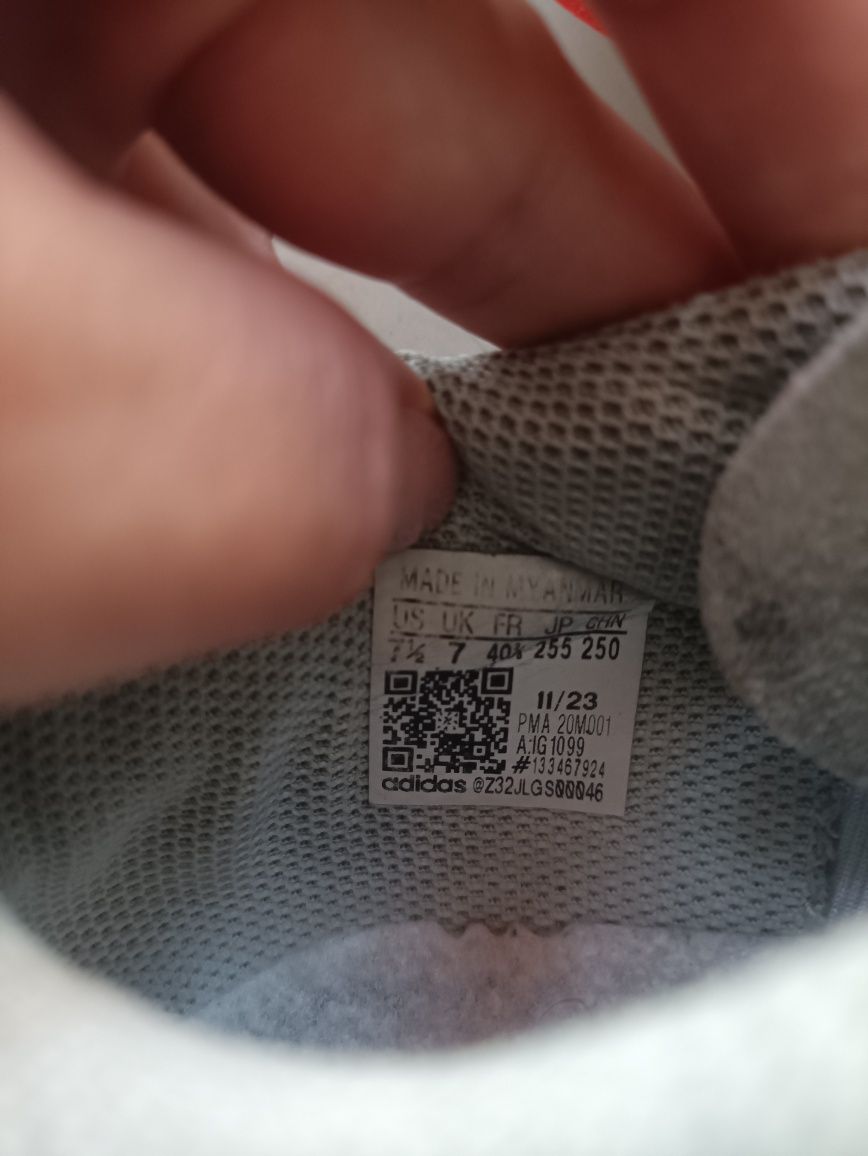 MADE IN MYANMAR
US UK FR JP CHN
7½ 7 40⅔ 255 250
11/23
PMA 20M001
A:IG1099
#133467924
adidas @Z32JLGS00046